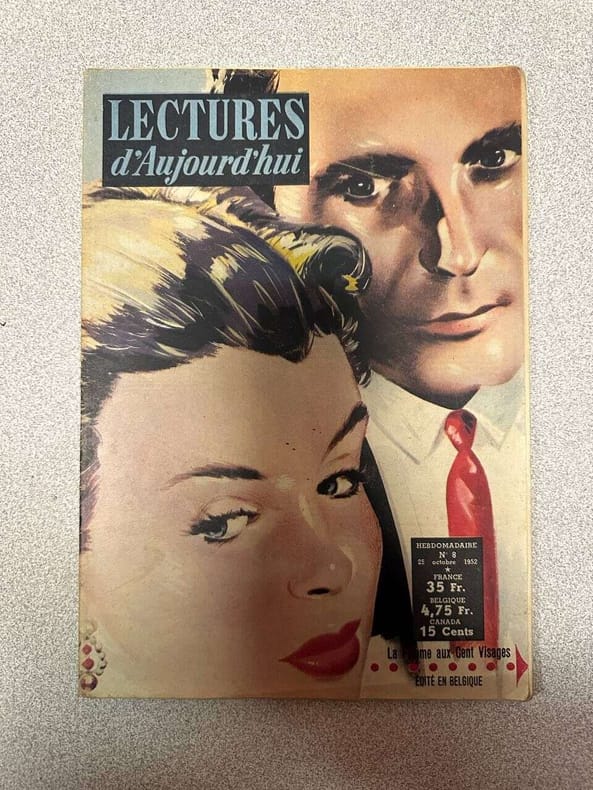 LECTURES
d'Aujourd'hui
HEBDOMADAIRE
N° 8
25 octobre 1952
FRANCE
35 Fr.
BELGIQUE
4,75 Fr.
CANADA
15 Cents
La Femme aux Cent Visages
ÉDITÉ EN BELGIQUE